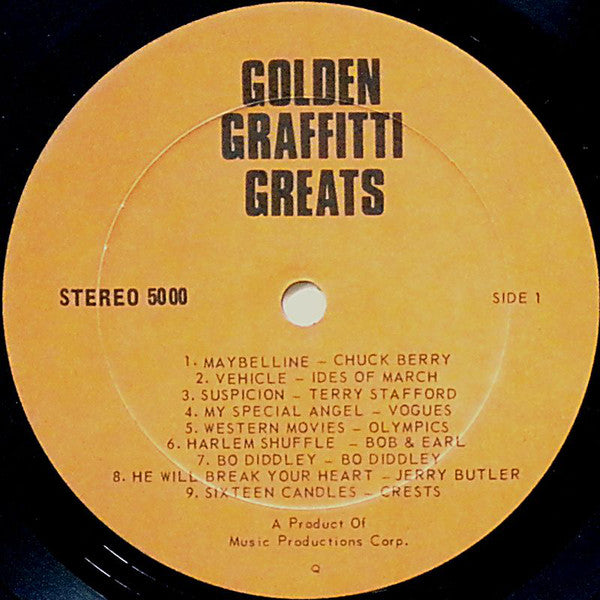 GOLDEN
GRAFFITTI
GREATS
STEREO 5000 SIDE 1
1. MAYBELLINE – CHUCK BERRY
2. VEHICLE – IDES OF MARCH
3. SUSPICION – TERRY STAFFORD
4. MY SPECIAL ANGEL – VOGUES
5. WESTERN MOVIES – OLYMPICS
6. HARLEM SHUFFLE – BOB & EARL
7. BO DIDDLEY – BO DIDDLEY
8. HE WILL BREAK YOUR HEART – JERRY BUTLER
9. SIXTEEN CANDLES – CRESTS
A Product Of
Music Productions Corp.
Q